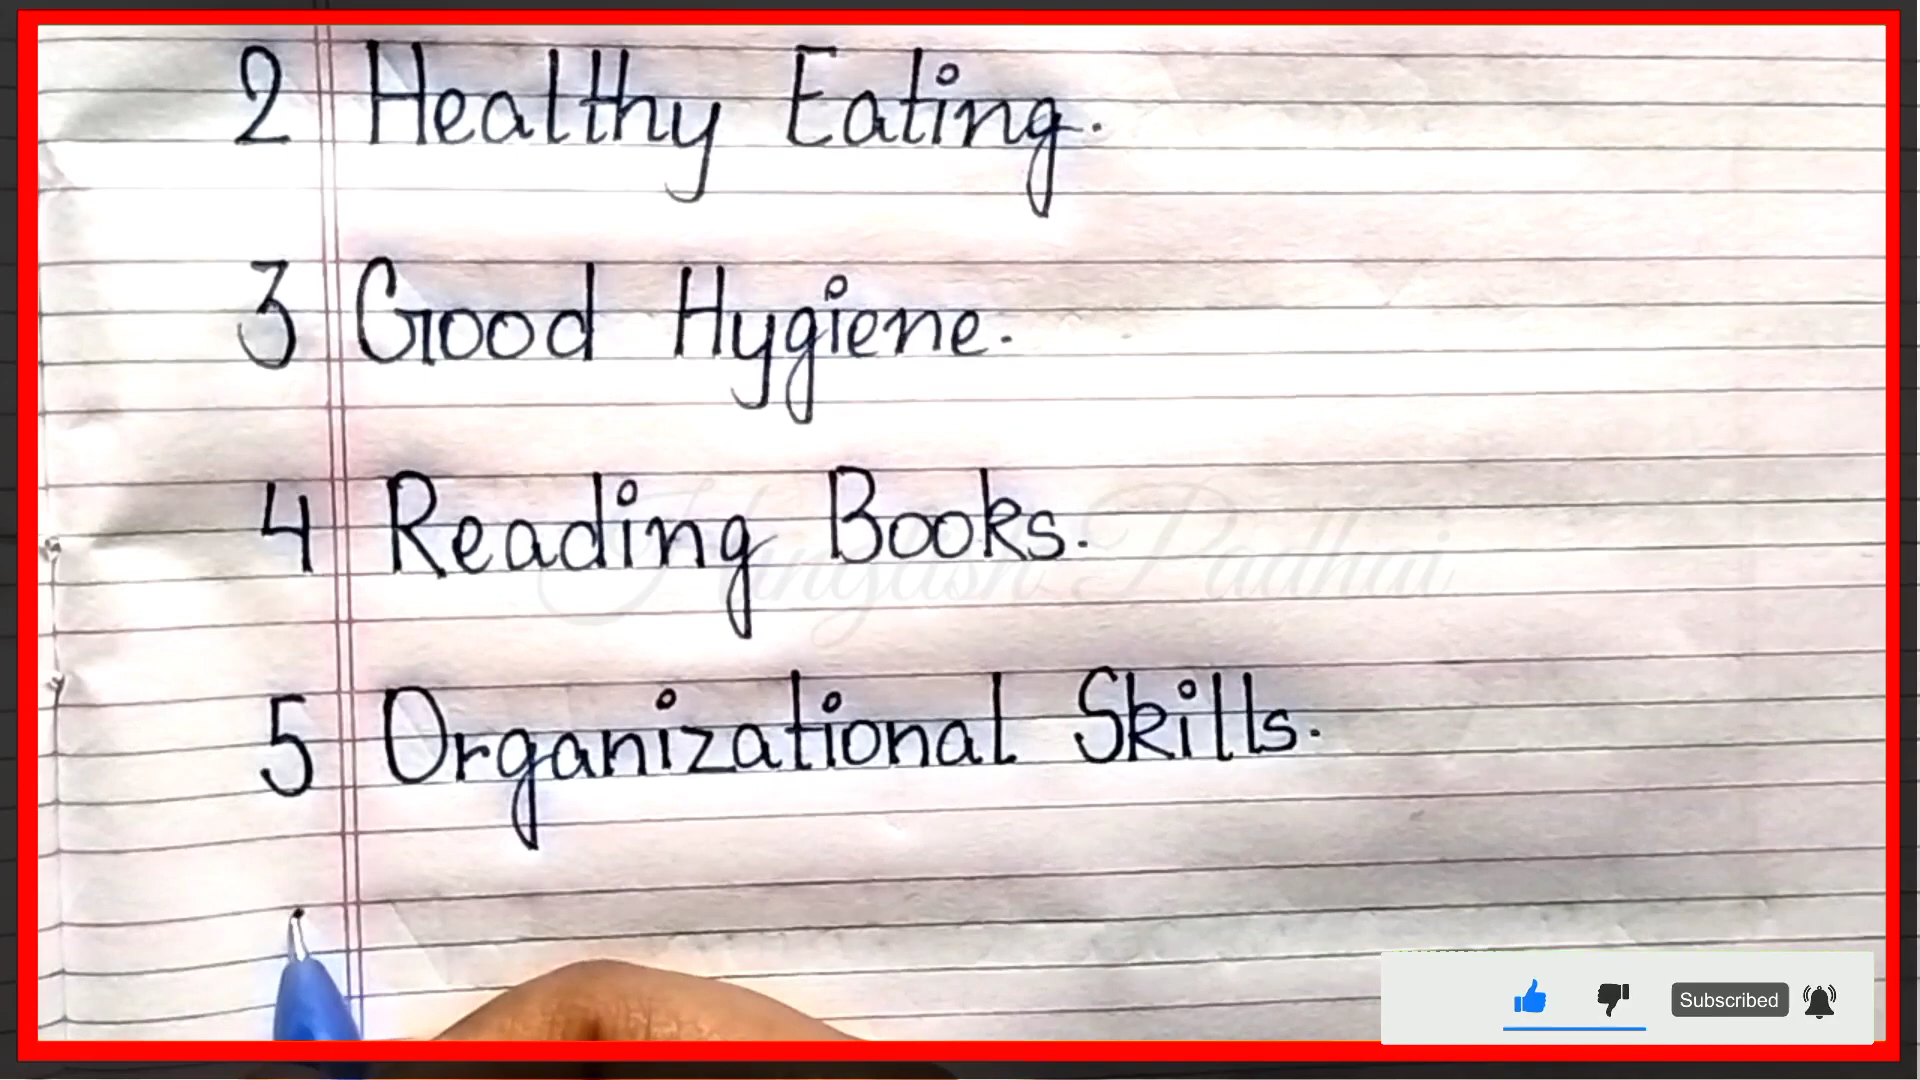 2 Healthy Eating.
3 Good Hygiene.
4 Reading Books.
5 Organizational Skills.
Subscribed